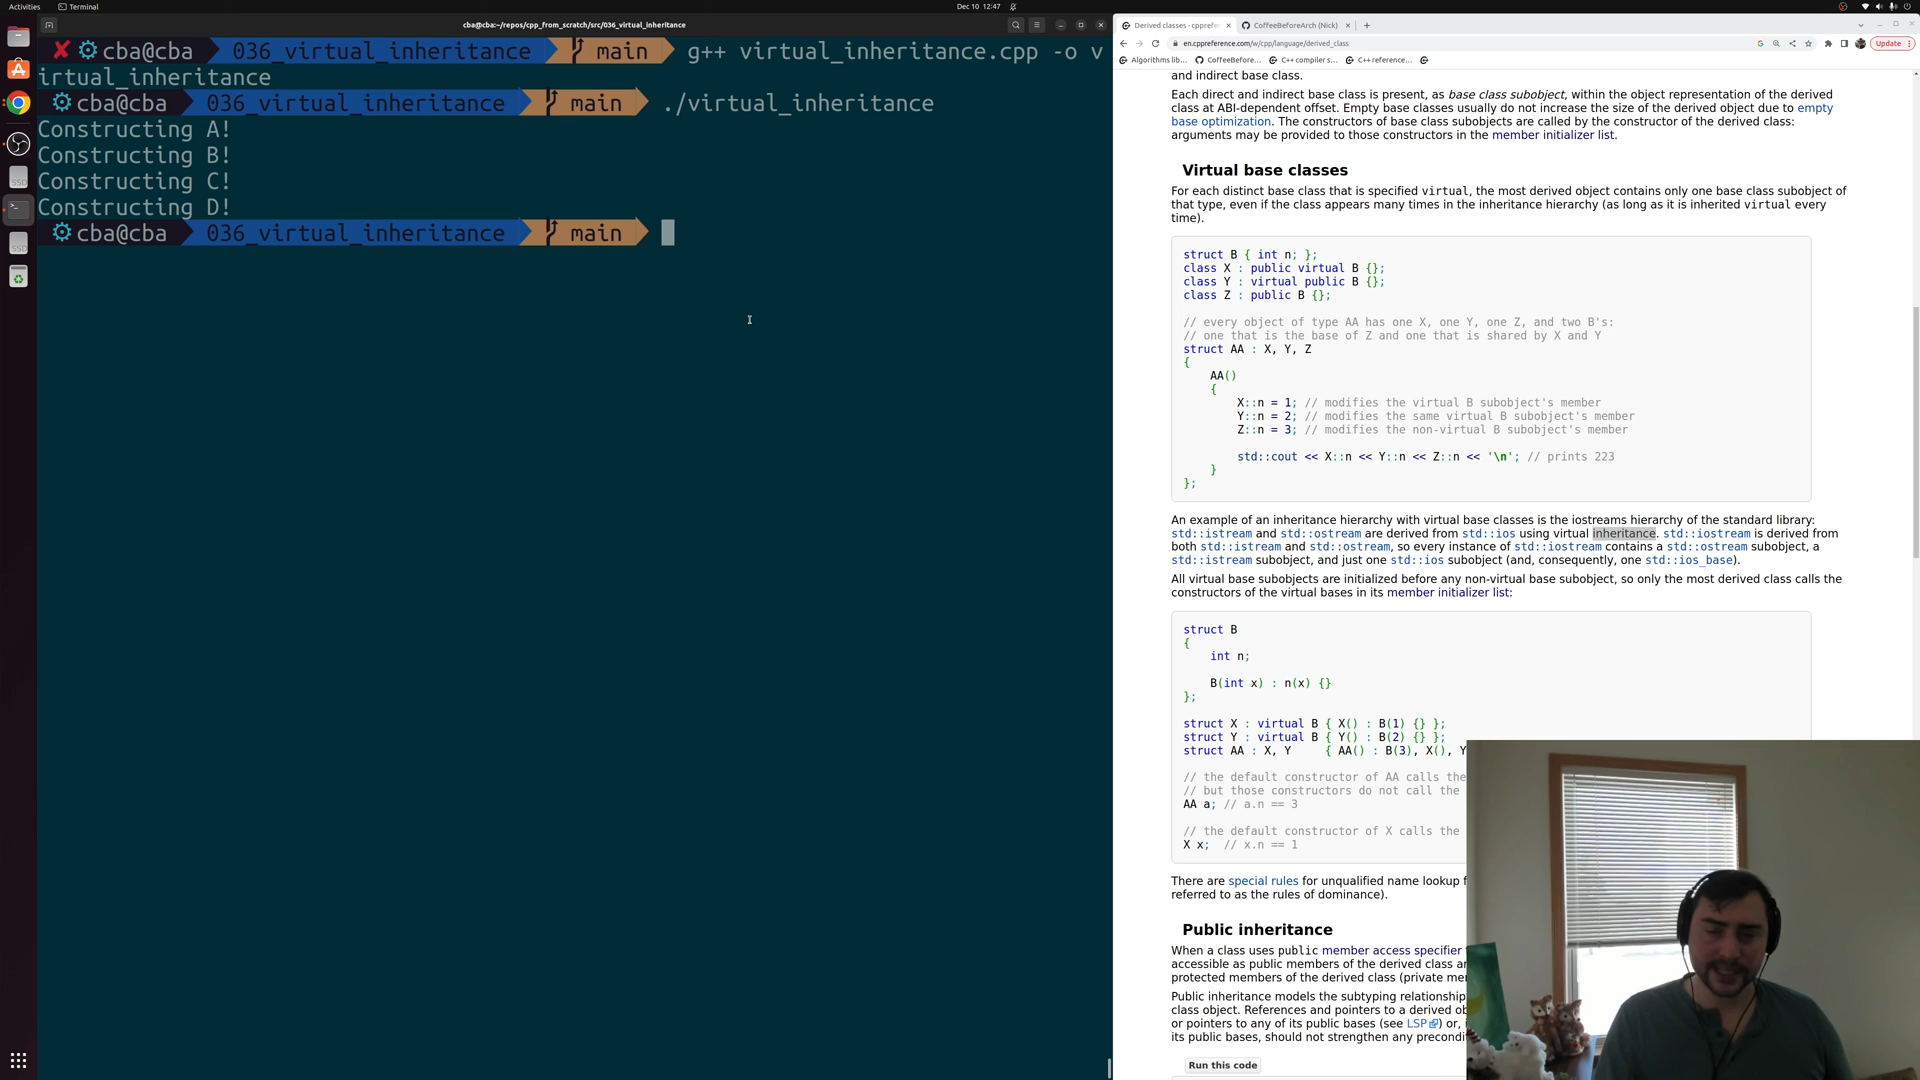 Activities
Terminal
Dec 10 12:47
cba@cba:~/repos/cpp_from_scratch/src/036_virtual_inheritance
✘ cba@cba 036_virtual_inheritance main g++ virtual_inheritance.cpp -o v
irtual_inheritance
cba@cba 036_virtual_inheritance main ./virtual_inheritance
Constructing A!
Constructing B!
Constructing C!
Constructing D!
cba@cba 036_virtual_inheritance main
Derived classes - cpprefe
CoffeeBeforeArch (Nick)
en.cppreference.com/w/cpp/language/derived_class
Update
Algorithms lib...
CoffeeBefore...
C++ compiler s...
C++ reference...
and indirect base class.
Each direct and indirect base class is present, as base class subobject, within the object representation of the derived
class at ABI-dependent offset. Empty base classes usually do not increase the size of the derived object due to empty
base optimization. The constructors of base class subobjects are called by the constructor of the derived class:
arguments may be provided to those constructors in the member initializer list.
Virtual base classes
For each distinct base class that is specified virtual, the most derived object contains only one base class subobject of
that type, even if the class appears many times in the inheritance hierarchy (as long as it is inherited virtual every
time).
struct B { int n; };
class X : public virtual B {};
class Y : virtual public B {};
class Z : public B {};
// every object of type AA has one X, one Y, one Z, and two B's:
// one that is the base of Z and one that is shared by X and Y
struct AA : X, Y, Z
{
AA()
{
X::n = 1; // modifies the virtual B subobject's member
Y::n = 2; // modifies the same virtual B subobject's member
Z::n = 3; // modifies the non-virtual B subobject's member
std::cout << X::n << Y::n << Z::n << '\n'; // prints 223
}
};
An example of an inheritance hierarchy with virtual base classes is the iostreams hierarchy of the standard library:
std::istream and std::ostream are derived from std::ios using virtual inheritance. std::iostream is derived from
both std::istream and std::ostream, so every instance of std::iostream contains a std::ostream subobject, a
std::istream subobject, and just one std::ios subobject (and, consequently, one std::ios_base).
All virtual base subobjects are initialized before any non-virtual base subobject, so only the most derived class calls the
constructors of the virtual bases in its member initializer list:
struct B
{
int n;
B(int x) : n(x) {}
};
struct X : virtual B { X() : B(1) {} };
struct Y : virtual B { Y() : B(2) {} };
struct AA : X, Y { AA() : B(3), X(), Y
// the default constructor of AA calls the
// but those constructors do not call the
AA a; // a.n == 3
// the default constructor of X calls the
X x; // x.n == 1
There are special rules for unqualified name lookup f
referred to as the rules of dominance).
Public inheritance
When a class uses public member access specifier
accessible as public members of the derived class an
protected members of the derived class (private me
Public inheritance models the subtyping relationship
class object. References and pointers to a derived ob
or pointers to any of its public bases (see LSP) or, i
its public bases, should not strengthen any precondit
Run this code